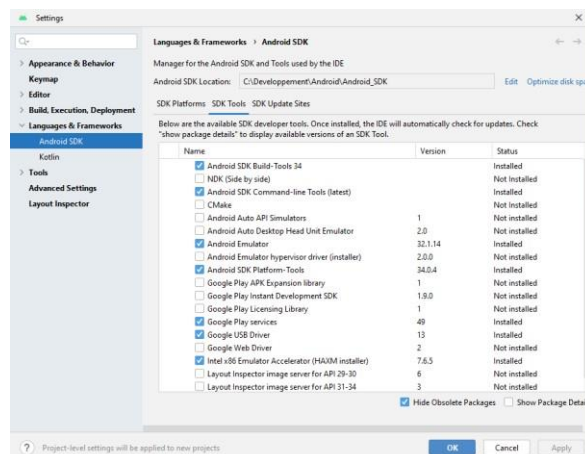 Settings
Languages & Frameworks > Android SDK
Manager for the Android SDK and Tools used by the IDE
Android SDK Location: C:\Developpement\Android\Android_SDK Edit Optimize disk
Appearance & Behavior
Keymap
Editor
Build, Execution, Deployment
Languages & Frameworks
Android SDK
Kotlin
Tools
Advanced Settings
Layout Inspector
SDK Platforms SDK Tools SDK Update Sites
Below are the available SDK developer tools. Once installed, the IDE will automatically check for updates. Check
"show package details" to display available versions of an SDK Tool.
Name Version Status
Android SDK Build-Tools 34 Installed
NDK (Side by side) Not Installed
Android SDK Command-line Tools (latest) Installed
CMake Not Installed
Android Auto API Simulators 1 Not installed
Android Auto Desktop Head Unit Emulator 2.0 Not installed
Android Emulator 32.1.14 Installed
Android Emulator hypervisor driver (installer) 2.0.0 Not installed
Android SDK Platform-Tools 34.0.4 Installed
Google Play APK Expansion library 1 Not installed
Google Play Instant Development SDK 1.9.0 Not installed
Google Play Licensing Library 1 Not installed
Google Play services 49 Installed
Google USB Driver 13 Installed
Google Web Driver 2 Not installed
Intel x86 Emulator Accelerator (HAXM installer) 7.6.5 Installed
Layout Inspector image server for API 29-30 6 Not installed
Layout Inspector image server for API 31-34 3 Not installed
Hide Obsolete Packages Show Package Detai
? Project-level settings will be applied to new projects
OK Cancel Apply